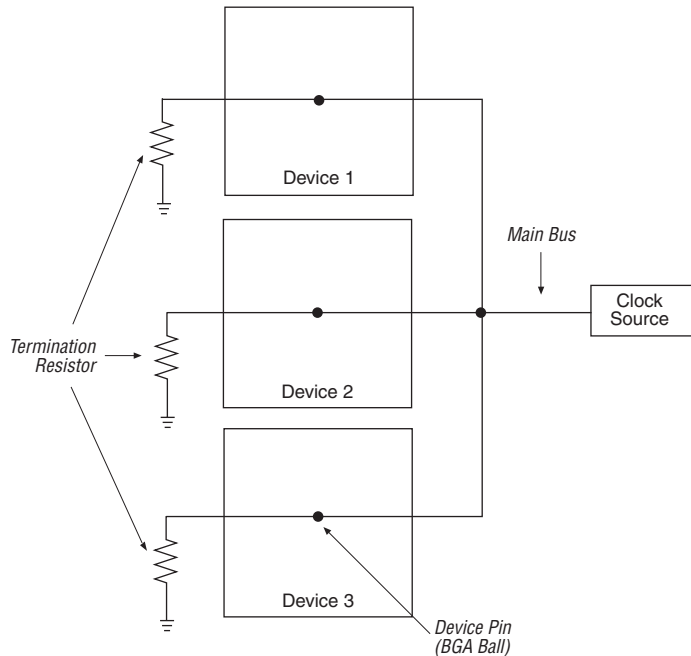 Device 1
Main Bus
Clock
Source
Termination
Resistor
Device 2
Device 3
Device Pin
(BGA Ball)